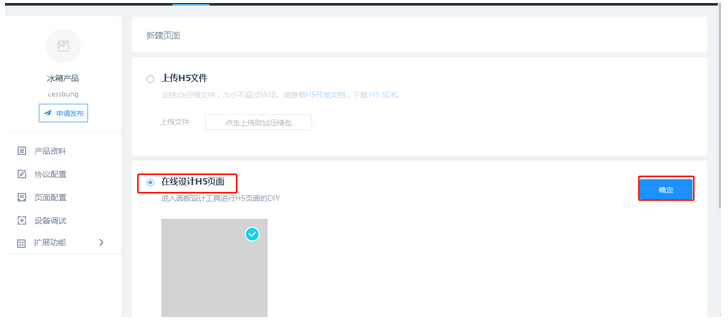 新建页面
冰箱产品
cessbung
申请发布
产品资料
协议配置
页面配置
设备调试
扩展功能
上传H5文件
支持zip压缩文件，大小不超过5MB。请查看H5开发文档，下载 H5 SDK。
上传文件
点击上传附加压缩包
在线设计H5页面
进入面板设计工具进行H5页面的DIY
确定